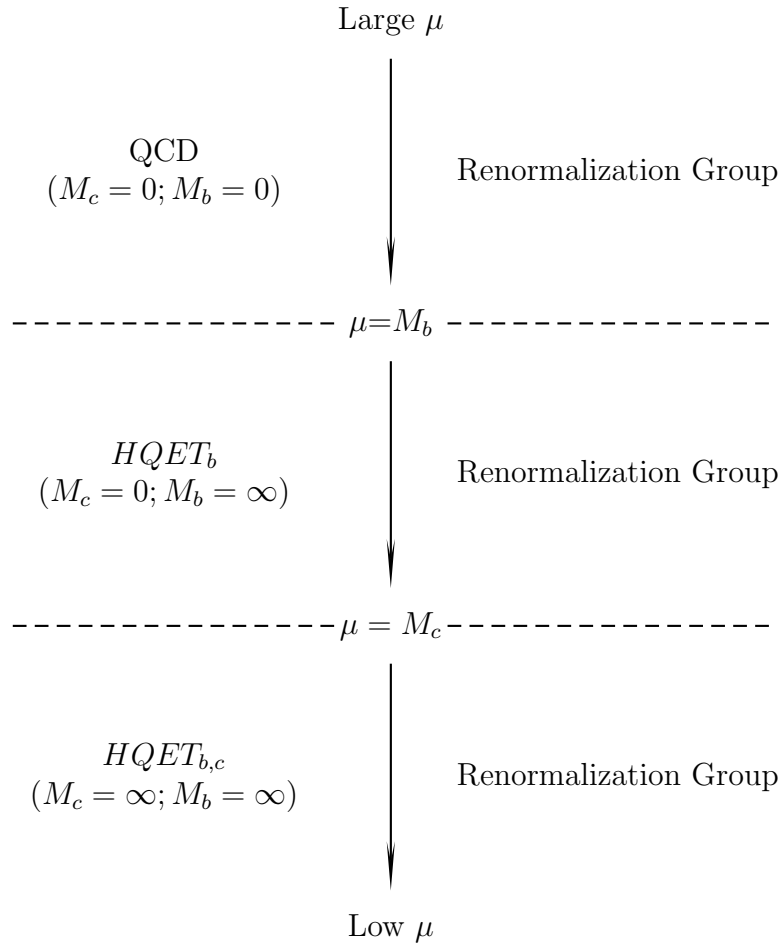 Large μ
QCD
(M_c = 0; M_b = 0)
Renormalization Group
μ=M_b
HQET_b
(M_c = 0; M_b = ∞)
Renormalization Group
μ = M_c
HQET_{b,c}
(M_c = ∞; M_b = ∞)
Renormalization Group
Low μ